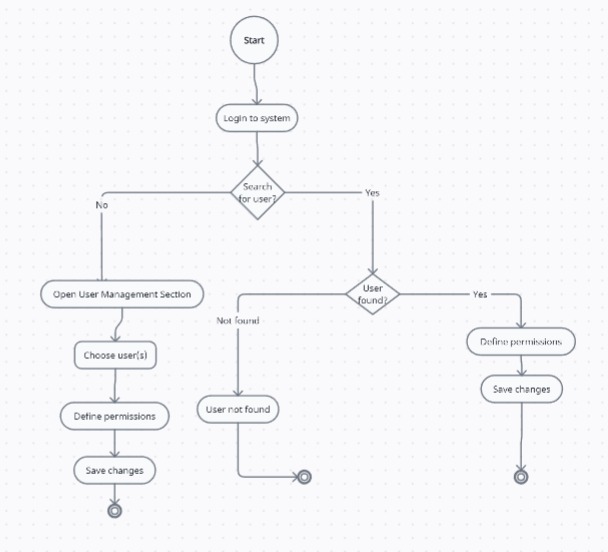 Start
Login to system
Search
for user?
No
Yes
Open User Management Section
User
found?
Not found
Yes
Choose user(s)
Define permissions
User not found
Define permissions
Save changes
Save changes